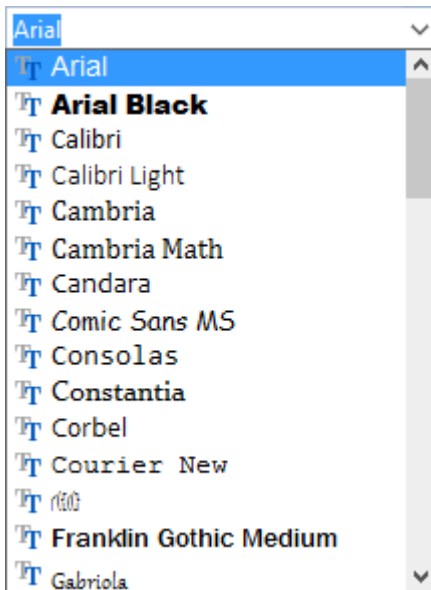 Arial
Arial
Arial Black
Calibri
Calibri Light
Cambria
Cambria Math
Candara
Comic Sans MS
Consolas
Constantia
Corbel
Courier New
Franklin Gothic Medium
Gabriola